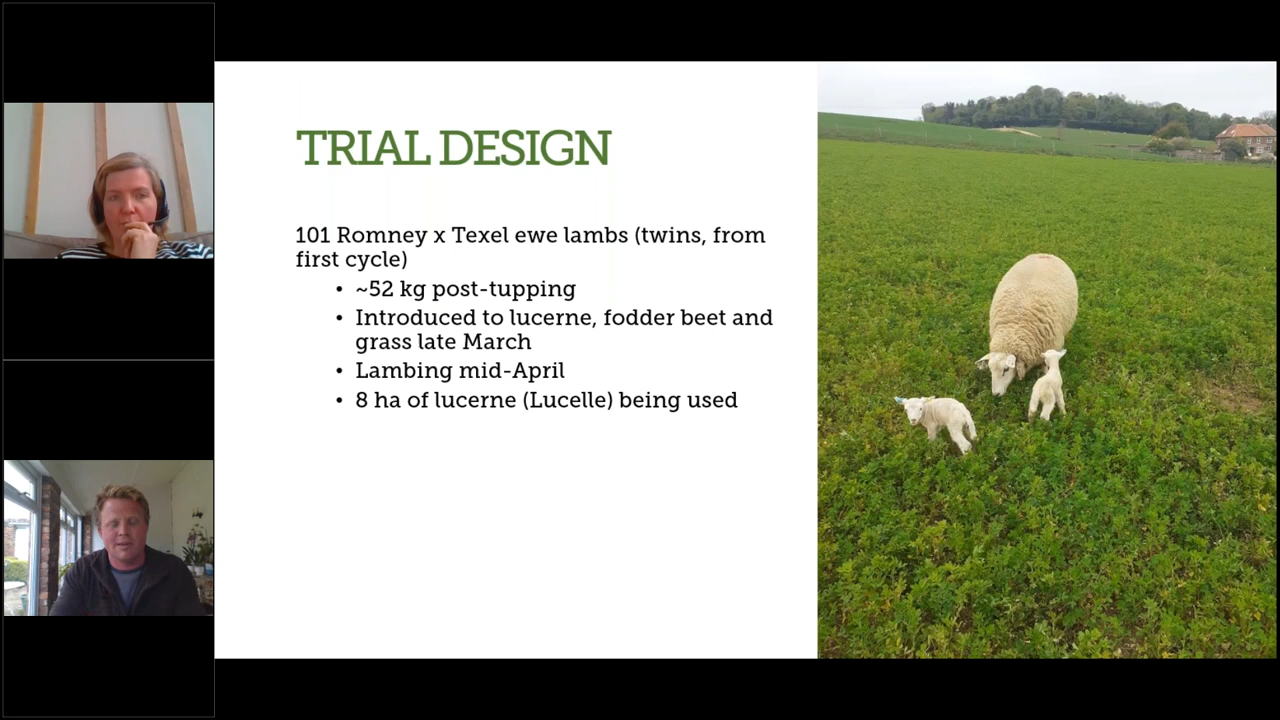 TRIAL DESIGN
101 Romney x Texel ewe lambs (twins, from
first cycle)
• ~52 kg post-tupping
• Introduced to lucerne, fodder beet and
grass late March
• Lambing mid-April
• 8 ha of lucerne (Lucelle) being used